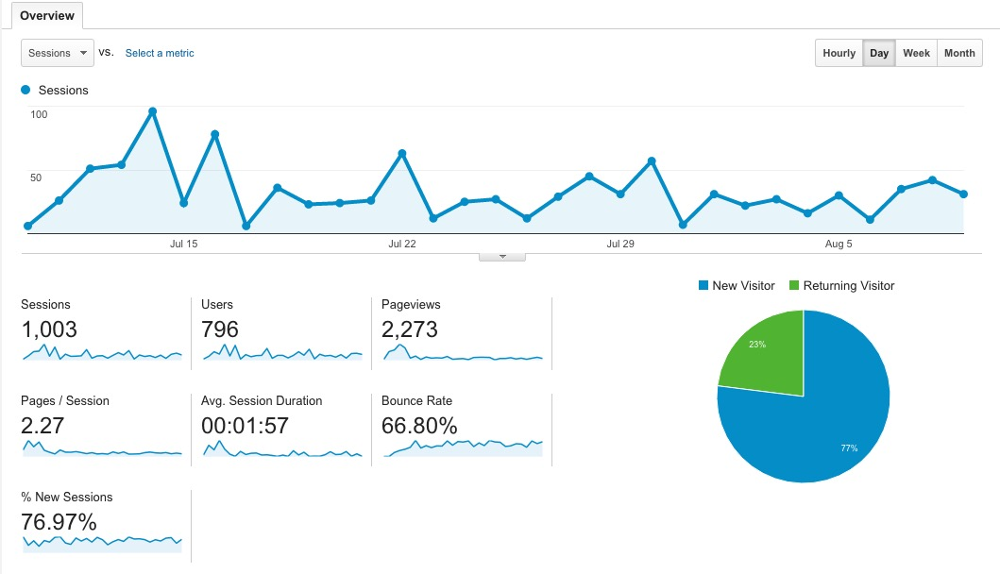 Overview
Sessions vs. Select a metric Hourly Day Week Month
Sessions
100
50
Jul 15 Jul 22 Jul 29 Aug 5
New Visitor Returning Visitor
Sessions Users Pageviews
1,003 796 2,273
23%
Pages / Session Avg. Session Duration Bounce Rate
2.27 00:01:57 66.80%
77%
% New Sessions
76.97%